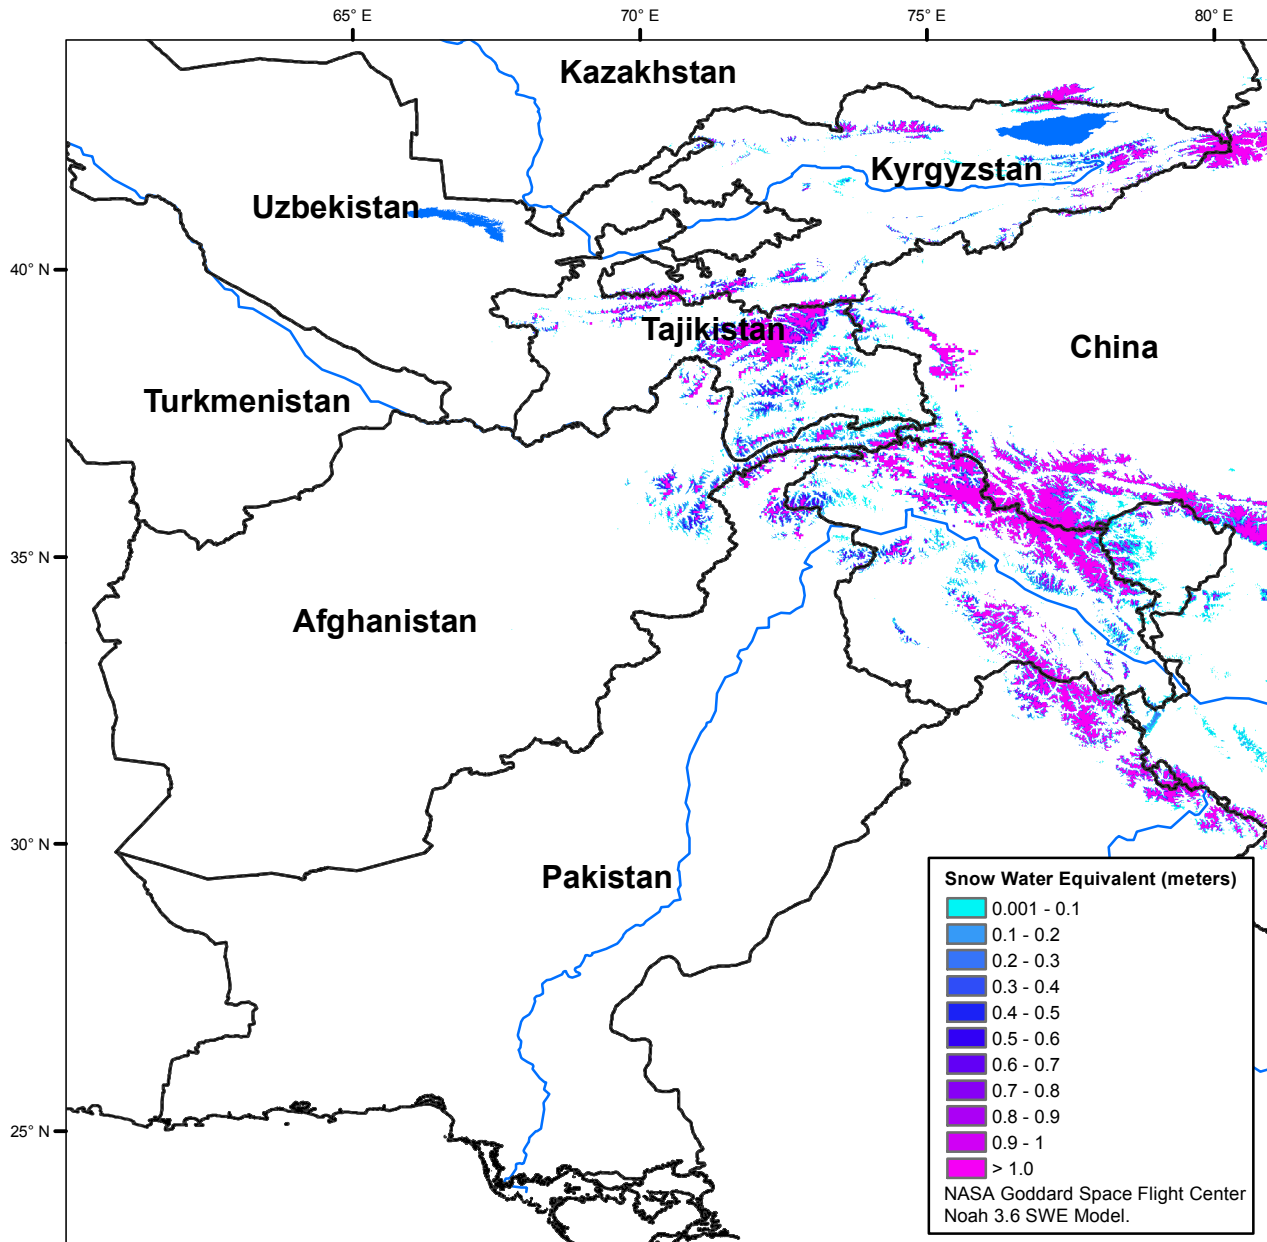 65° E
70° E
75° E
80° E
Kazakhstan
Kyrgyzstan
Uzbekistan
40° N
Tajikistan
China
Turkmenistan
35° N
Afghanistan
30° N
Pakistan
25° N
Snow Water Equivalent (meters)
0.001 - 0.1
0.1 - 0.2
0.2 - 0.3
0.3 - 0.4
0.4 - 0.5
0.5 - 0.6
0.6 - 0.7
0.7 - 0.8
0.8 - 0.9
0.9 - 1
> 1.0
NASA Goddard Space Flight Center
Noah 3.6 SWE Model.